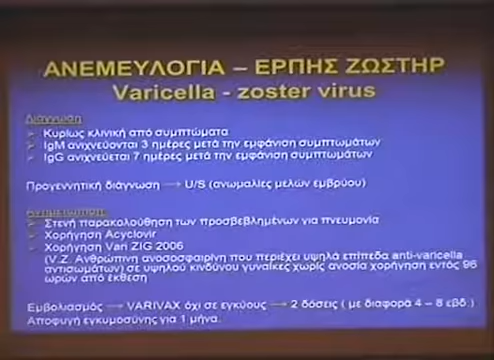 ΑΝΕΜΕΥΛΟΓΙΑ – ΕΡΠΗΣ ΖΩΣΤΗΡ
Varicella - zoster virus
Διάγνωση
Κυρίως κλινική από συμπτώματα
IgM ανιχνεύονται 3 ημέρες μετά την εμφάνιση συμπτωμάτων
IgG ανιχνεύεται 7 ημέρες μετά την εμφάνιση συμπτωμάτων
Προγεννητική διάγνωση → U/S (ανωμαλίες μελών εμβρύου)
Αντιμετώπιση
Στενή παρακολούθηση των προσβεβλημένων για πνευμονία
Χορήγηση Acyclovir
Χορήγηση Vari ZIG 2006
(V.Z. Ανθρώπινη ανοσοσφαιρίνη που περιέχει υψηλά επίπεδα anti-varicella
αντισωμάτων) σε υψηλού κινδύνου γυναίκες χωρίς ανοσία χορήγηση εντός 96
ωρών από έκθεση
Εμβολιασμός → VARIVAX όχι σε εγκύους → 2 δόσεις ( με διαφορά 4 – 8 εβδ.)
Αποφυγή εγκυμοσύνης για 1 μήνα.